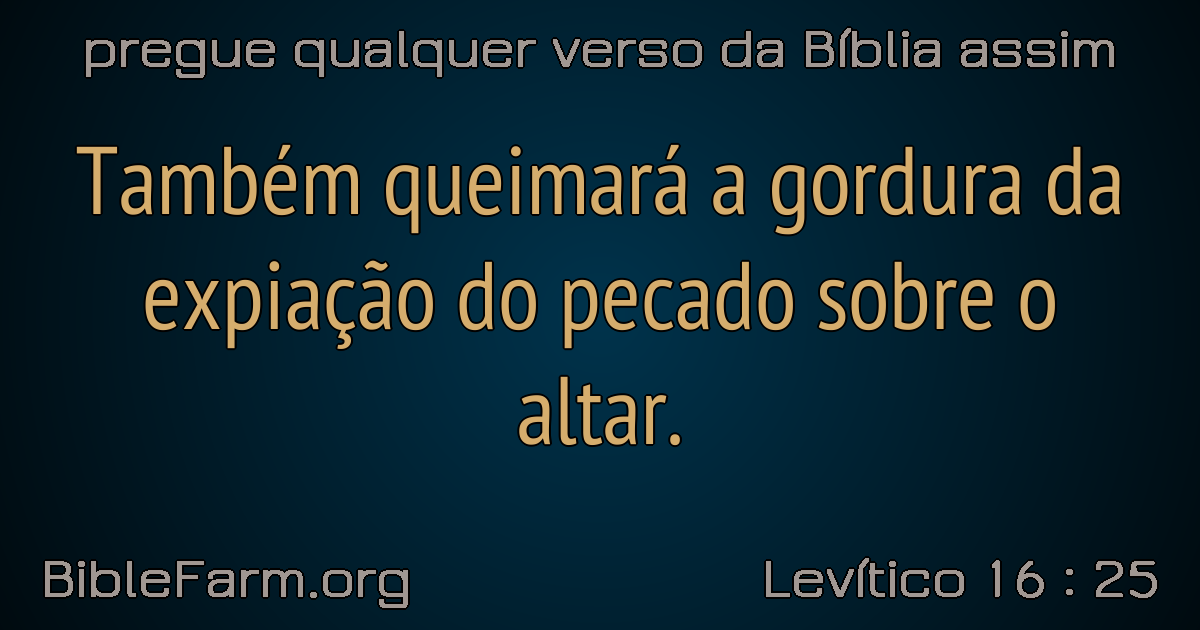 pregue qualquer verso da Bíblia assim
Também queimará a gordura da
expiação do pecado sobre o
altar.
BibleFarm.org
Levítico 16 : 25